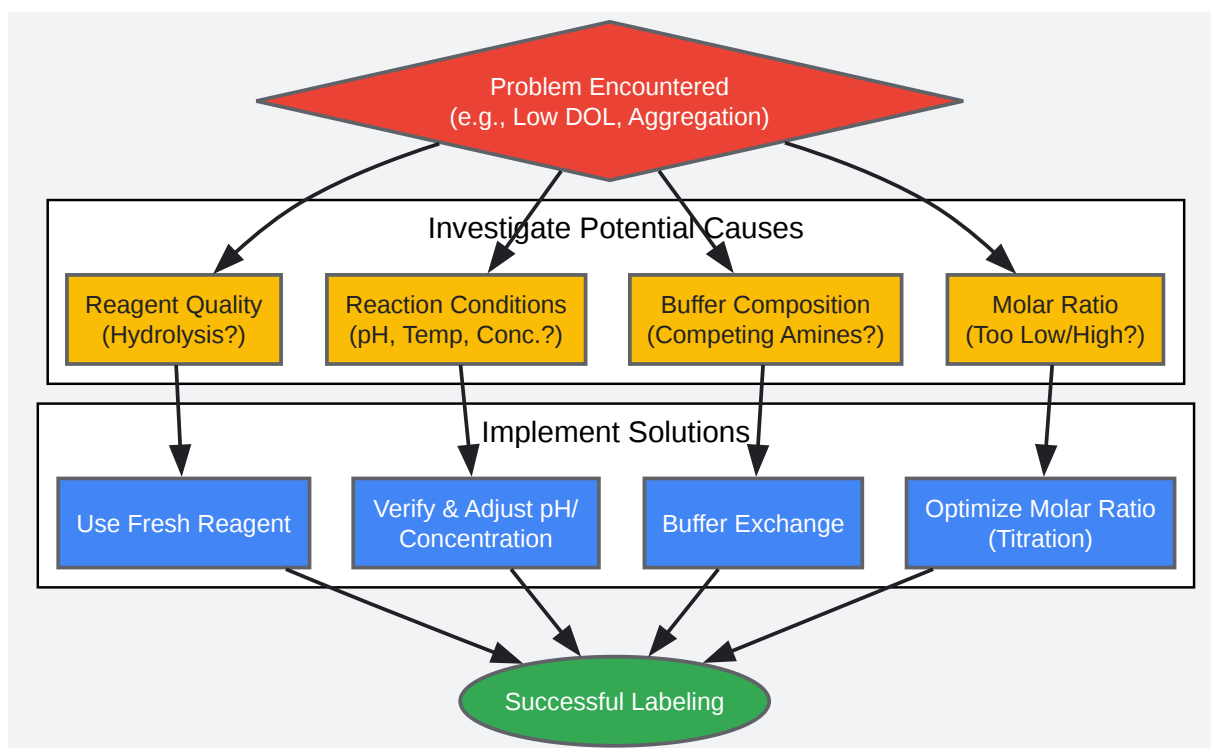 Problem Encountered
(e.g., Low DOL, Aggregation)
Investigate Potential Causes
Reagent Quality
(Hydrolysis?)
Reaction Conditions
(pH, Temp, Conc.?)
Buffer Composition
(Competing Amines?)
Molar Ratio
(Too Low/High?)
Implement Solutions
Use Fresh Reagent
Verify & Adjust pH/
Concentration
Buffer Exchange
Optimize Molar Ratio
(Titration)
Successful Labeling